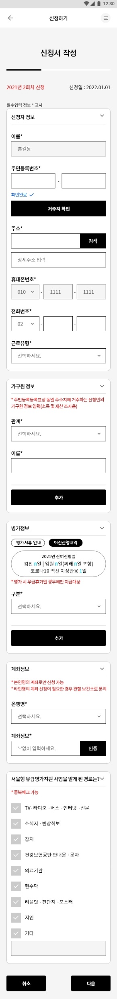 12:30
신청하기
신청서 작성
2021년 2회차 신청
신청일 : 2022.01.01
필수입력 정보 * 표시
신청자 정보
이름*
홍길동
주민등록번호*
-
확인완료
거주지 확인
주소*
검색
상세주소 입력
휴대폰번호*
010 - 1111 - 1111
전화번호*
02 - -
근로유형*
선택하세요.
가구원 정보
* 주민등록등록표상 동일 주소지에 거주하는 신청인의
가구원 정보 입력(소득 및 재산 조사용)
관계*
선택하세요.
이름*
추가
병가정보
병가서류 안내
이전신청내역
2021년 잔여신청일
검진 n일 | 입원 n일(외래 n일 포함)
코로나19 백신 이상반응 1일
* 병가 시 무급휴가일 경우에만 지급대상
구분*
선택하세요.
추가
계좌정보
* 본인명의 계좌로만 신청 가능
* 타인명의 계좌 신청이 필요한 경우 관할 보건소로 문의
은행명*
선택하세요.
계좌정보*
'-'없이 입력하세요.
인증
서울형 유급병가지원 사업을 알게 된 경로는?
* 중복체크 가능
TV·라디오 ·버스 ·인터넷 ·신문
소식지 ·반상회보
잡지
건강보험공단 안내문 ·문자
의료기관
현수막
리플릿 ·전단지 ·포스터
지인
기타
취소
다음